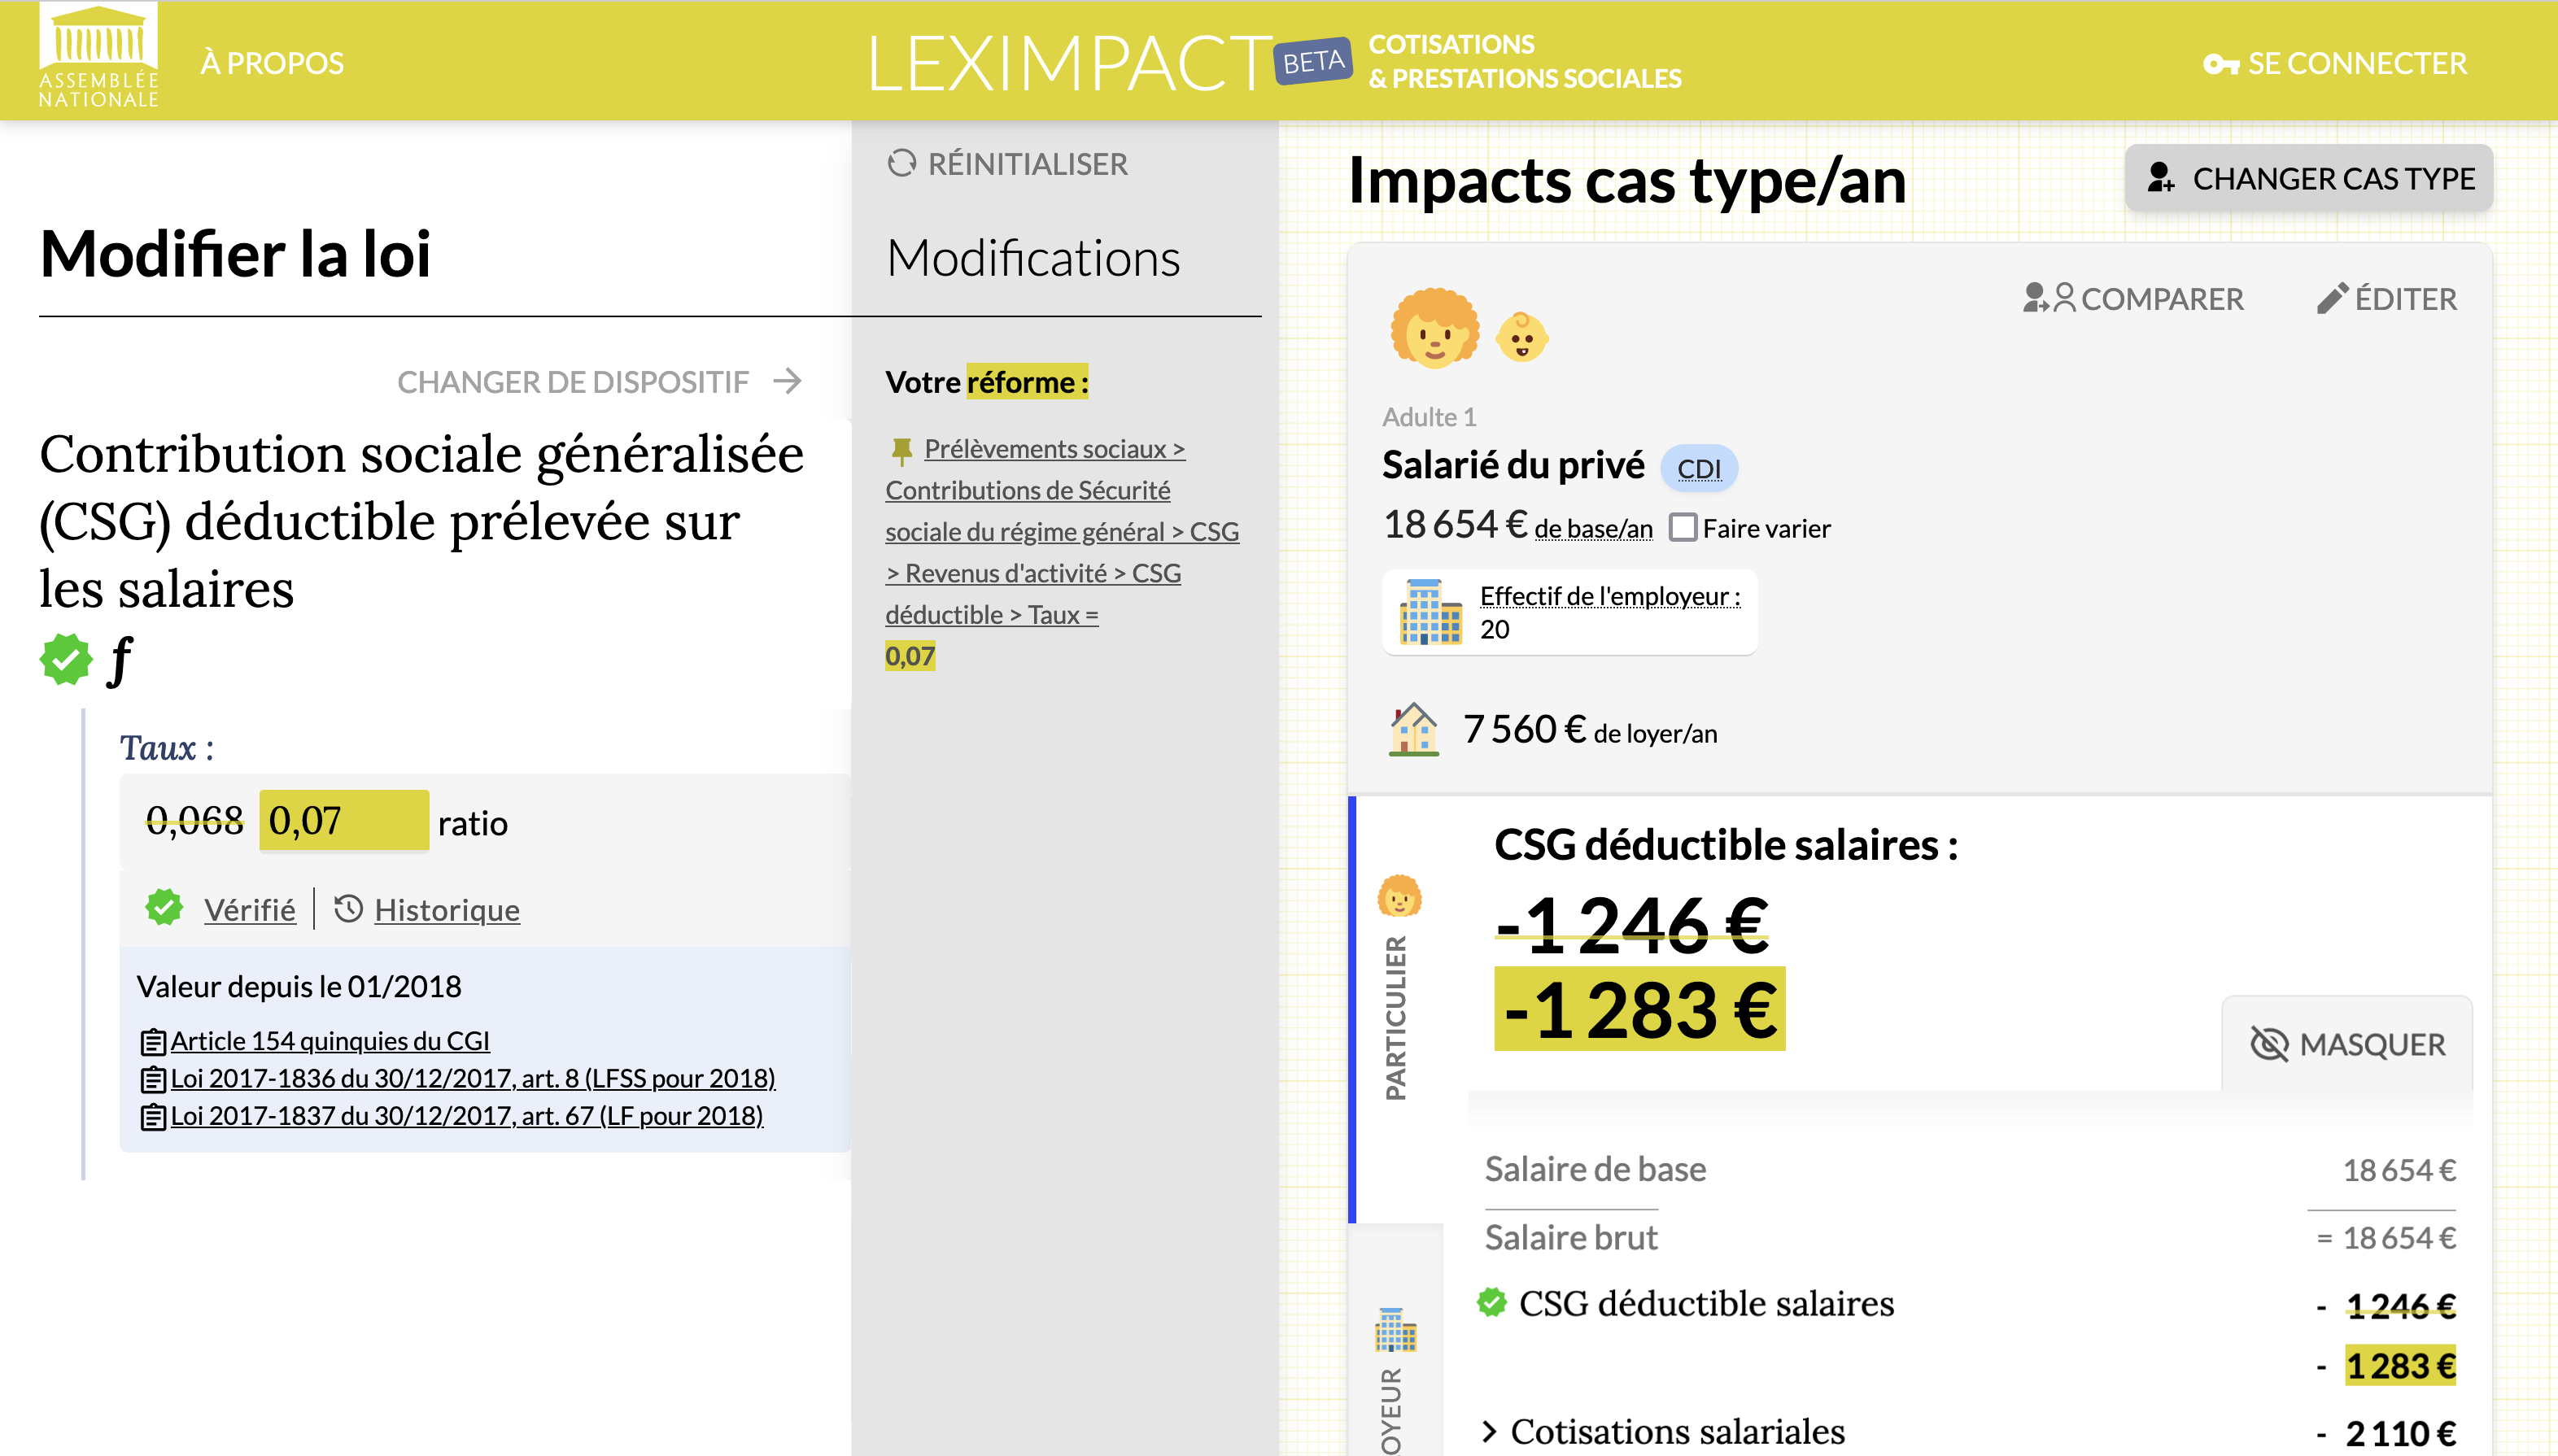 ASSEMBLÉE
NATIONALE
À PROPOS
LEXIMPACT BETA
COTISATIONS
& PRESTATIONS SOCIALES
SE CONNECTER
Modifier la loi
CHANGER DE DISPOSITIF
Contribution sociale généralisée
(CSG) déductible prélevée sur
les salaires
f
Taux :
0,068 0,07 ratio
Vérifié | Historique
Valeur depuis le 01/2018
Article 154 quinquies du CGI
Loi 2017-1836 du 30/12/2017, art. 8 (LFSS pour 2018)
Loi 2017-1837 du 30/12/2017, art. 67 (LF pour 2018)
RÉINITIALISER
Modifications
Votre réforme :
Prélèvements sociaux >
Contributions de Sécurité
sociale du régime général > CSG
> Revenus d'activité > CSG
déductible > Taux =
0,07
Impacts cas type/an
CHANGER CAS TYPE
COMPARER
ÉDITER
Adulte 1
Salarié du privé CDI
18 654 € de base/an Faire varier
Effectif de l'employeur :
20
7 560 € de loyer/an
PARTICULIER
CSG déductible salaires :
-1 246 €
-1 283 €
MASQUER
Salaire de base 18 654 €
Salaire brut = 18 654 €
CSG déductible salaires - 1 246 €
- 1 283 €
Cotisations salariales - 2 110 €
OYEUR